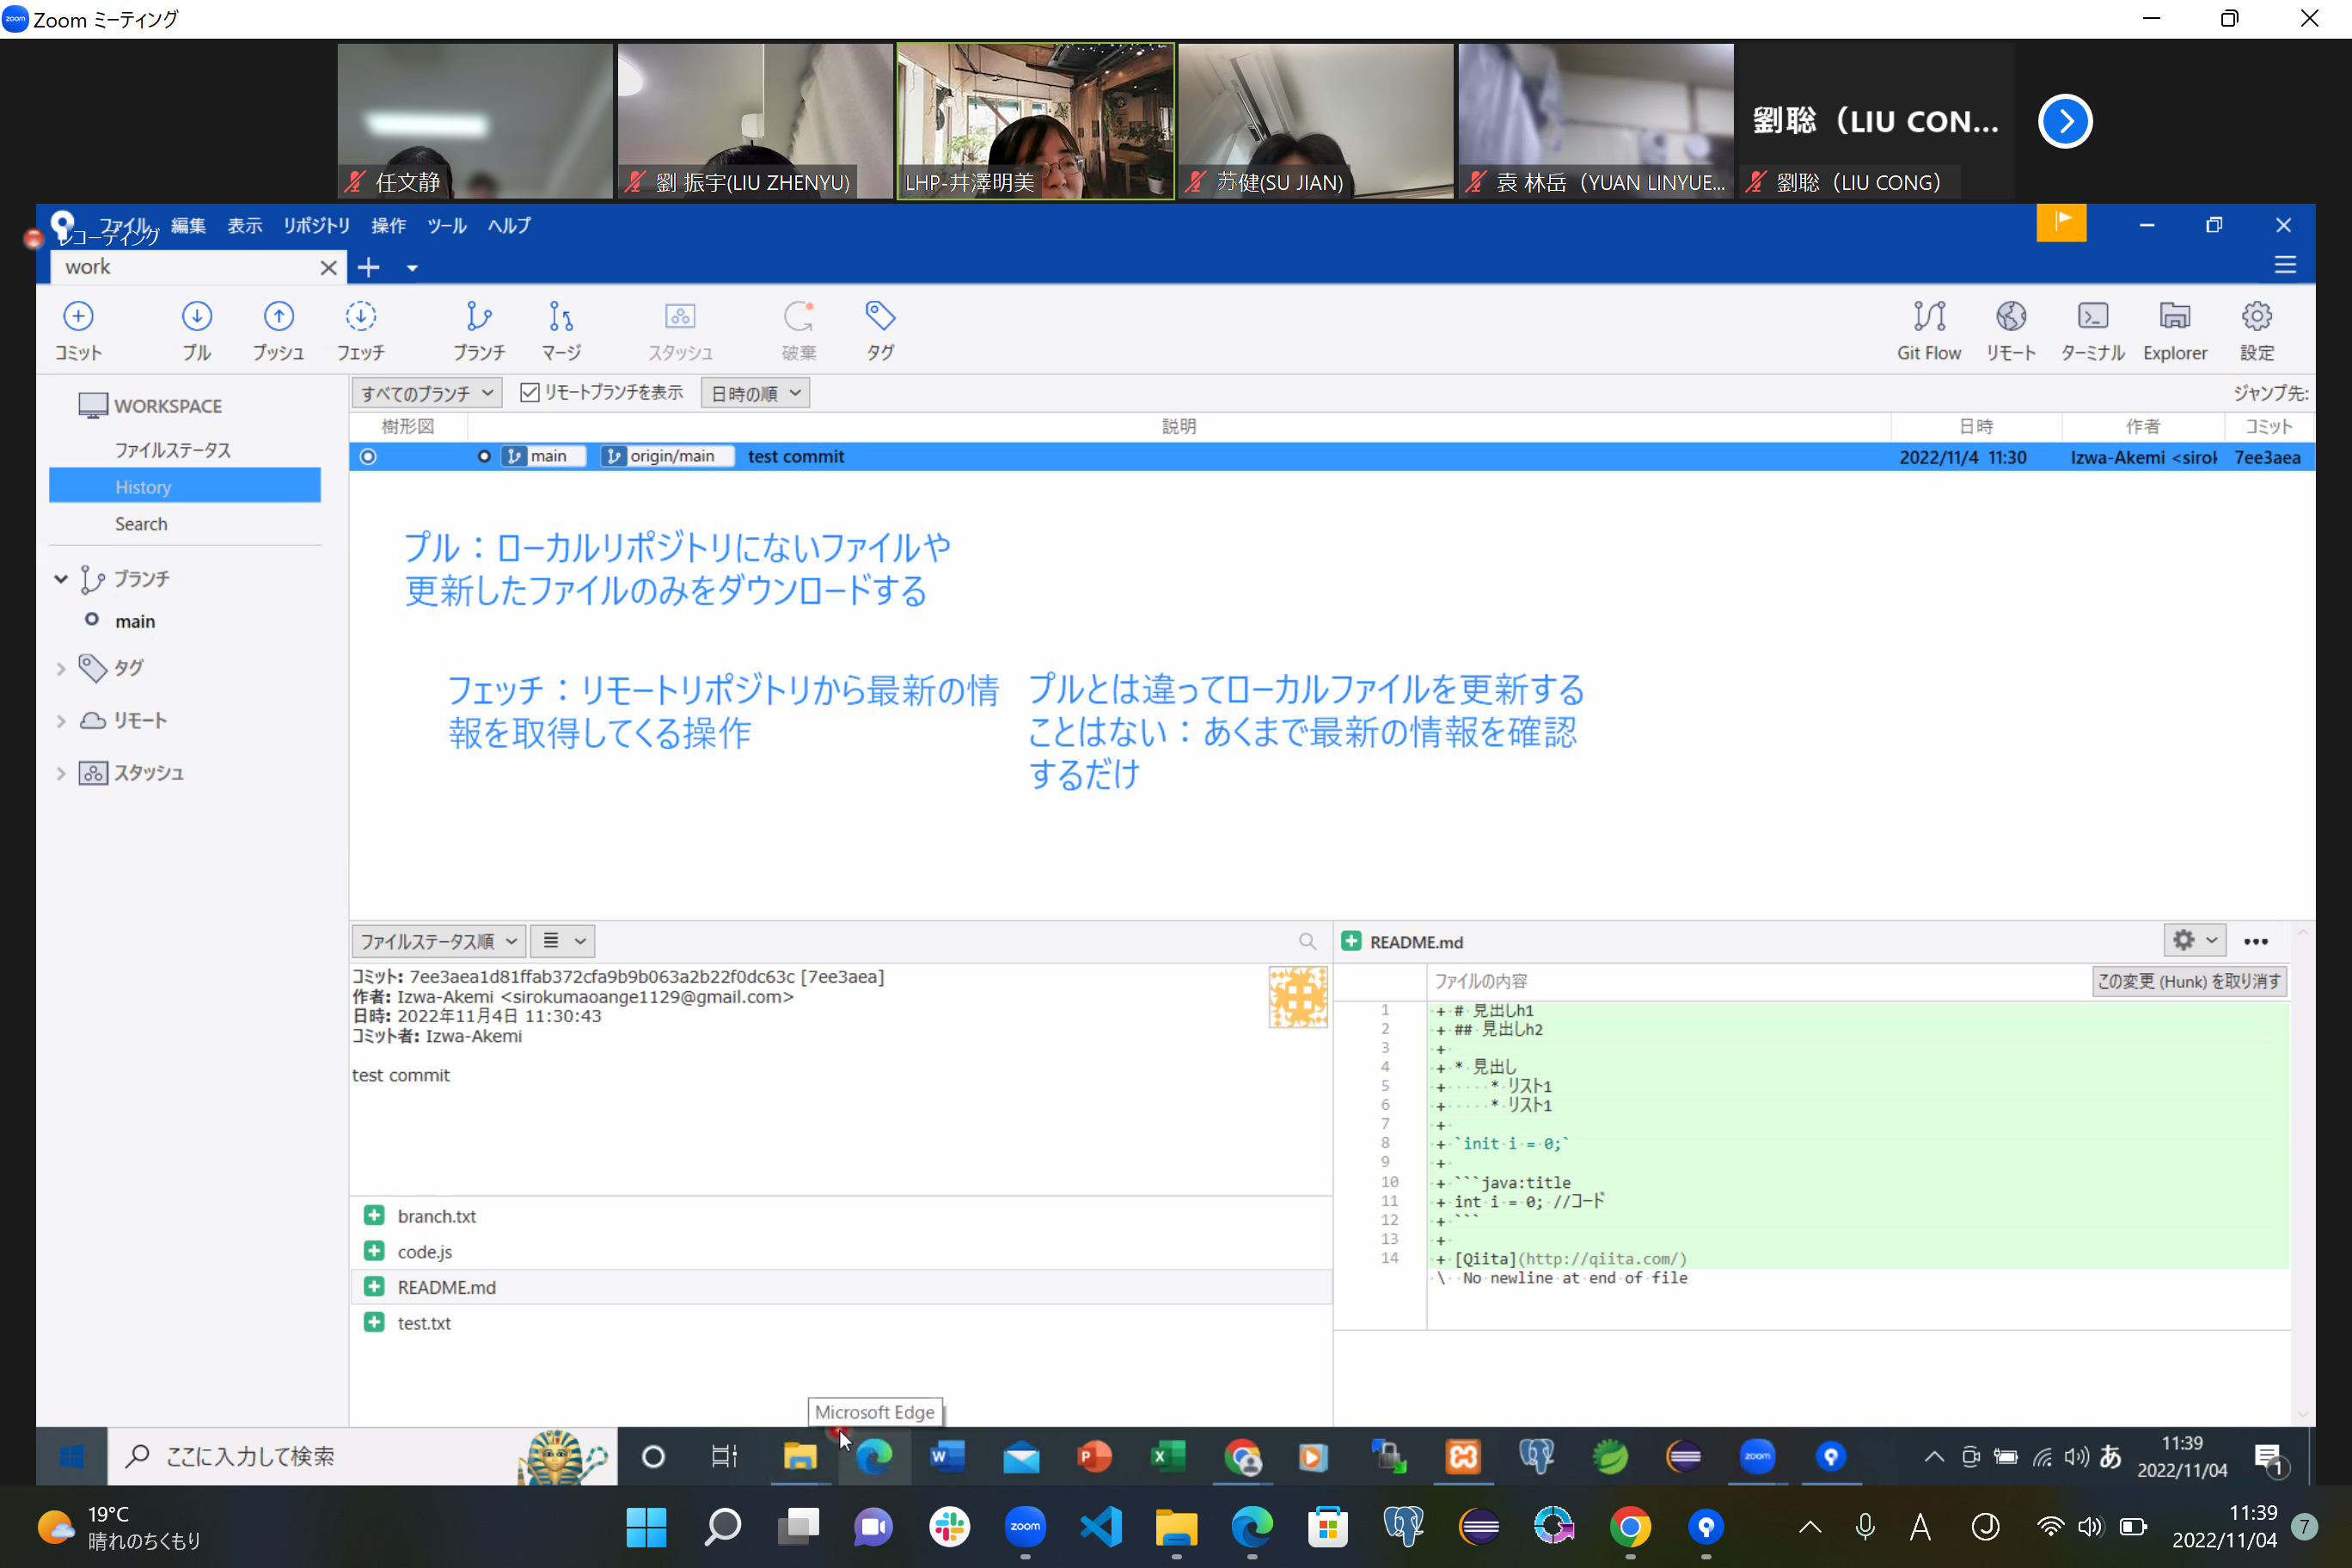 zoom Zoom ミーティング
任文静
劉 振宇(LIU ZHENYU)
LHP-井澤明美
苏健(SU JIAN)
袁 林岳（YUAN LINYUE...
劉聡（LIU CON...
劉聡（LIU CONG）
ファイル 編集 表示 リポジトリ 操作 ツール ヘルプ
レコーディング
work
コミット プル プッシュ フェッチ ブランチ マージ スタッシュ 破棄 タグ Git Flow リモート ターミナル Explorer 設定
WORKSPACE
ファイルステータス
History
Search
ブランチ
main
タグ
リモート
スタッシュ
すべてのブランチ リモートブランチを表示 日時の順 ジャンプ先:
樹形図 説明 日時 作者 コミット
main origin/main test commit 2022/11/4 11:30 Izwa-Akemi <sirok 7ee3aea
プル：ローカルリポジトリにないファイルや
更新したファイルのみをダウンロードする
フェッチ：リモートリポジトリから最新の情
報を取得してくる操作
プルとは違ってローカルファイルを更新する
ことはない：あくまで最新の情報を確認
するだけ
ファイルステータス順
コミット: 7ee3aea1d81ffab372cfa9b9b063a2b22f0dc63c [7ee3aea]
作者: Izwa-Akemi <sirokumaoange1129@gmail.com>
日時: 2022年11月4日 11:30:43
コミット者: Izwa-Akemi
test commit
branch.txt
code.js
README.md
test.txt
README.md
ファイルの内容 この変更 (Hunk) を取り消す
1 + # 見出しh1
2 + ## 見出しh2
3 +
4 + * 見出し
5 + * リスト1
6 + * リスト1
7 +
8 + `init i = 0;`
9 +
10 + ```java:title
11 + int i = 0; //コード
12 + ```
13 +
14 + [Qiita](http://qiita.com/)
\ No newline at end of file
Microsoft Edge
ここに入力して検索
zoom
あ
11:39
2022/11/04
1
19°C
晴れのちくもり
zoom
A
11:39
2022/11/04
7